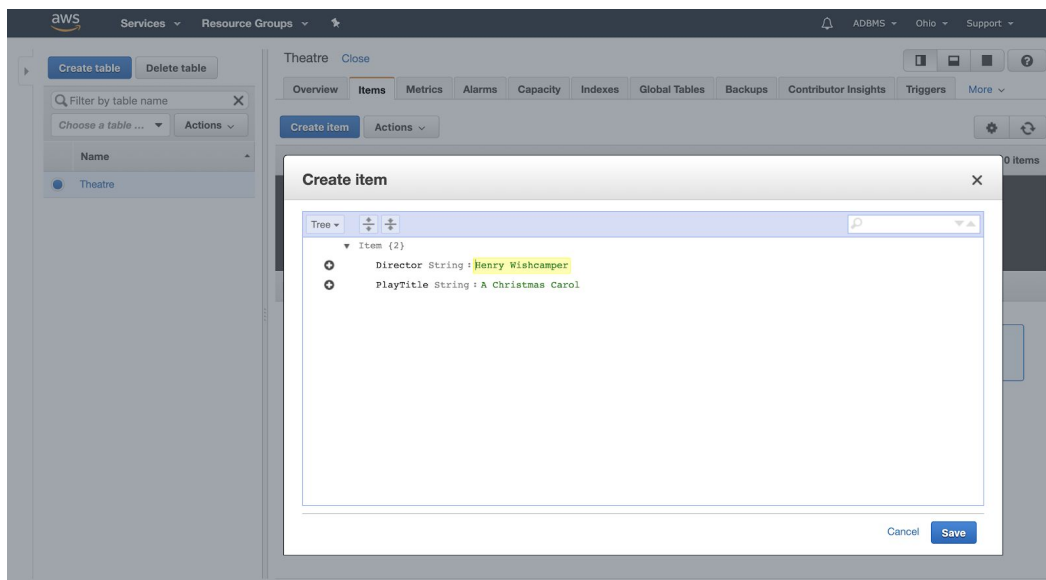 aws Services Resource Groups ADBMS Ohio Support
Create table Delete table
Filter by table name
Choose a table ... Actions
Name
Theatre
Theatre Close
Overview Items Metrics Alarms Capacity Indexes Global Tables Backups Contributor Insights Triggers More
Create item Actions
0 items
Create item
Tree
Item {2}
Director String : Henry Wishcamper
PlayTitle String : A Christmas Carol
Cancel Save